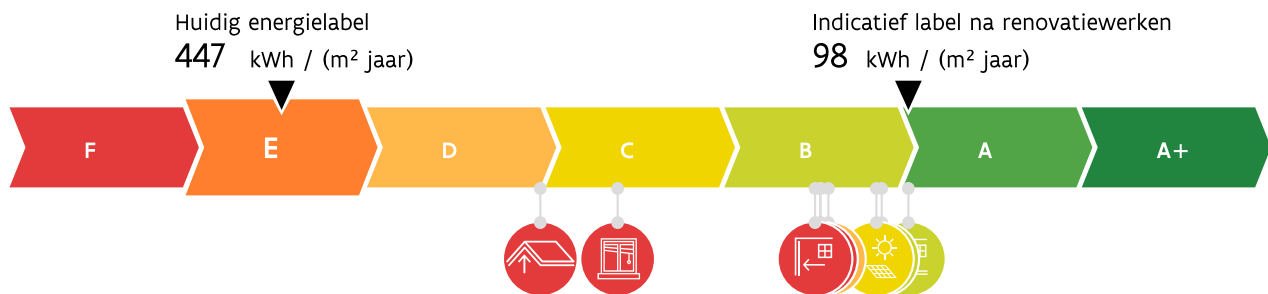 Huidig energielabel
447 kWh / (m² jaar)
Indicatief label na renovatiewerken
98 kWh / (m² jaar)
F E D C B A A+